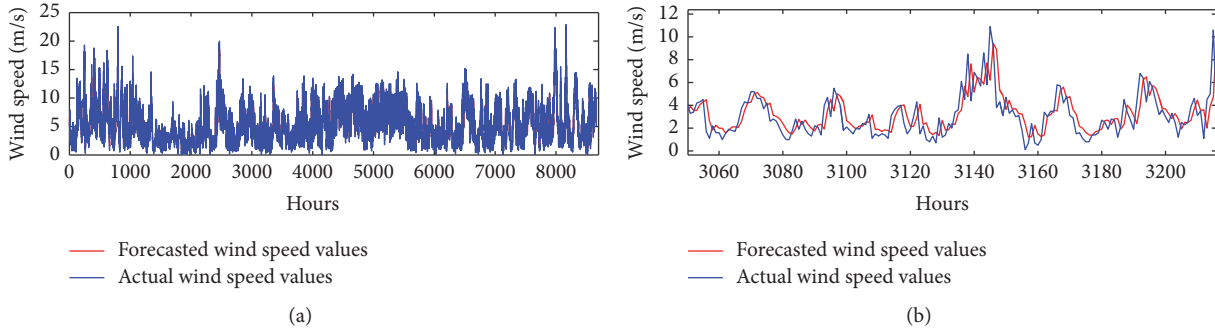 Wind speed (m/s)
25
20
15
10
5
0
0 1000 2000 3000 4000 5000 6000 7000 8000
Hours
Forecasted wind speed values
Actual wind speed values
(a)
Wind speed (m/s)
12
10
8
6
4
2
0
3060 3080 3100 3120 3140 3160 3180 3200
Hours
Forecasted wind speed values
Actual wind speed values
(b)